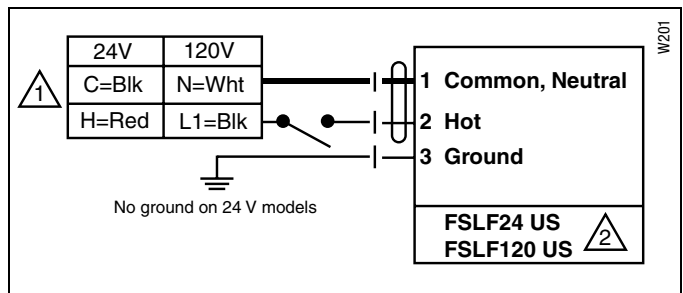 W201
24V 120V
1 C=Blk N=Wht 1 Common, Neutral
H=Red L1=Blk 2 Hot
3 Ground
No ground on 24 V models
FSLF24 US
FSLF120 US 2